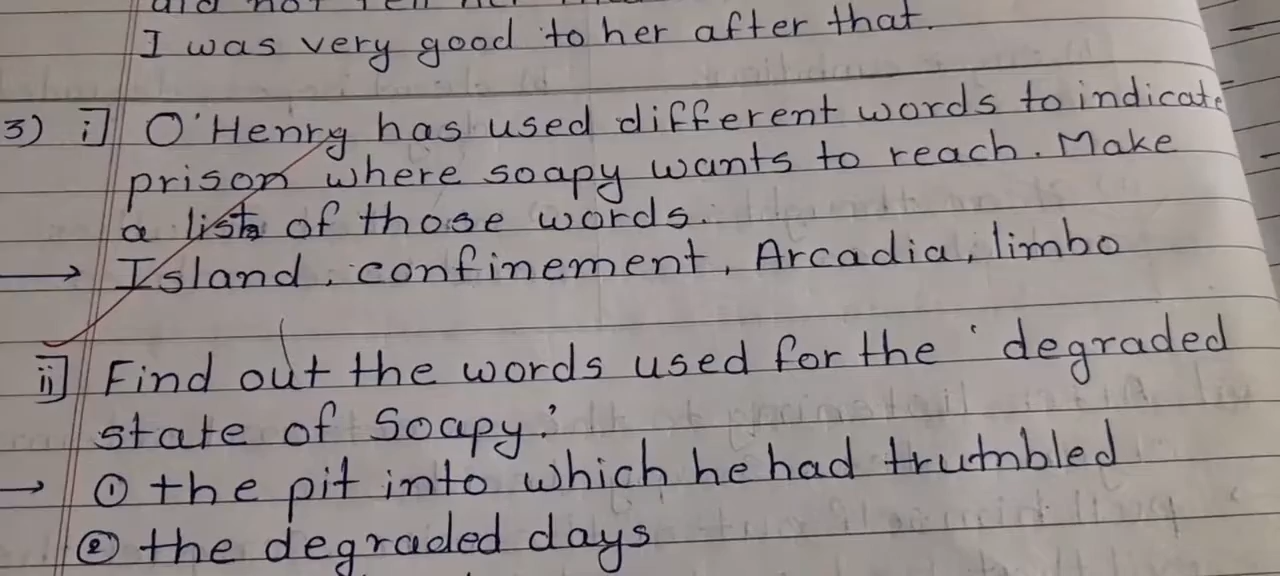 I was very good to her after that.
3) i] O'Henry has used different words to indicate
prison where soapy wants to reach. Make
a list of those words.
→ Island, confinement, Arcadia, limbo
ii] Find out the words used for the 'degraded
state of Soapy.'
→ ① the pit into which he had trumbled
② the degraded days